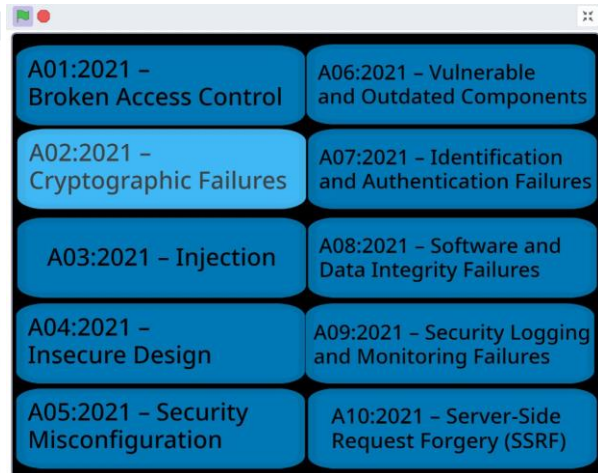 A01:2021 –
Broken Access Control
A02:2021 –
Cryptographic Failures
A03:2021 – Injection
A04:2021 –
Insecure Design
A05:2021 – Security
Misconfiguration
A06:2021 – Vulnerable
and Outdated Components
A07:2021 – Identification
and Authentication Failures
A08:2021 – Software and
Data Integrity Failures
A09:2021 – Security Logging
and Monitoring Failures
A10:2021 – Server-Side
Request Forgery (SSRF)